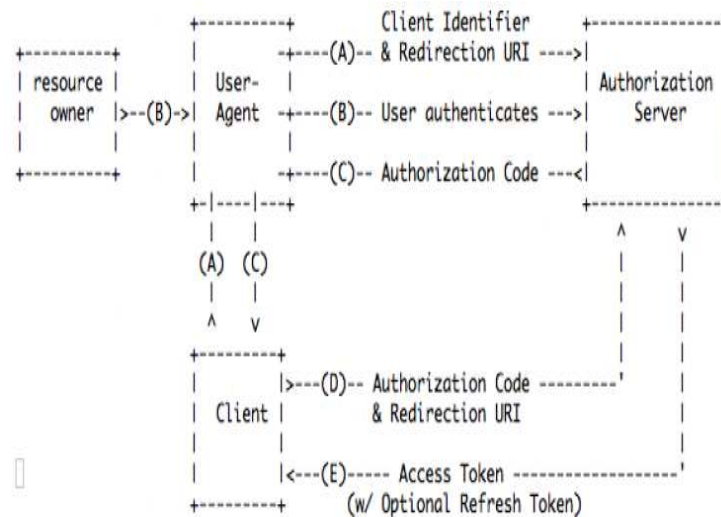 Client Identifier
(A) & Redirection URI
resource owner
User-Agent
Authorization Server
(B)
(B) User authenticates
(C) Authorization Code
(A) (C)
Client
(D) Authorization Code
& Redirection URI
(E) Access Token
(w/ Optional Refresh Token)